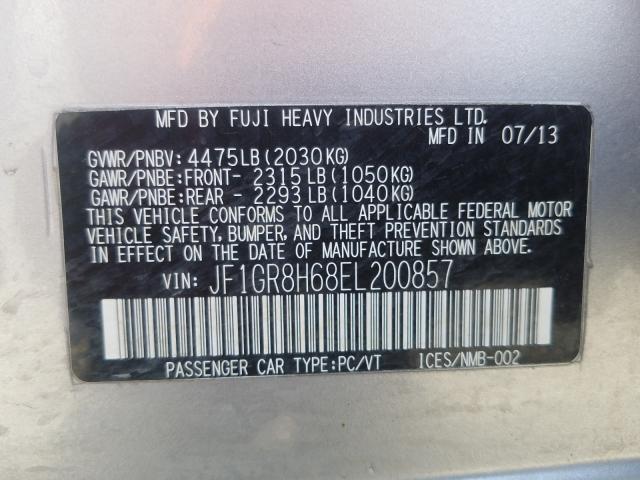 MFD BY FUJI HEAVY INDUSTRIES LTD.
MFD IN 07/13
GVWR/PNBV: 4475LB(2030KG)
GAWR/PNBE:FRONT- 2315LB(1050KG)
GAWR/PNBE:REAR - 2293LB(1040KG)
THIS VEHICLE CONFORMS TO ALL APPLICABLE FEDERAL MOTOR
VEHICLE SAFETY, BUMPER, AND THEFT PREVENTION STANDARDS
IN EFFECT ON THE DATE OF MANUFACTURE SHOWN ABOVE.
VIN: JF1GR8H68EL200857
PASSENGER CAR TYPE:PC/VT ICES/NMB-002